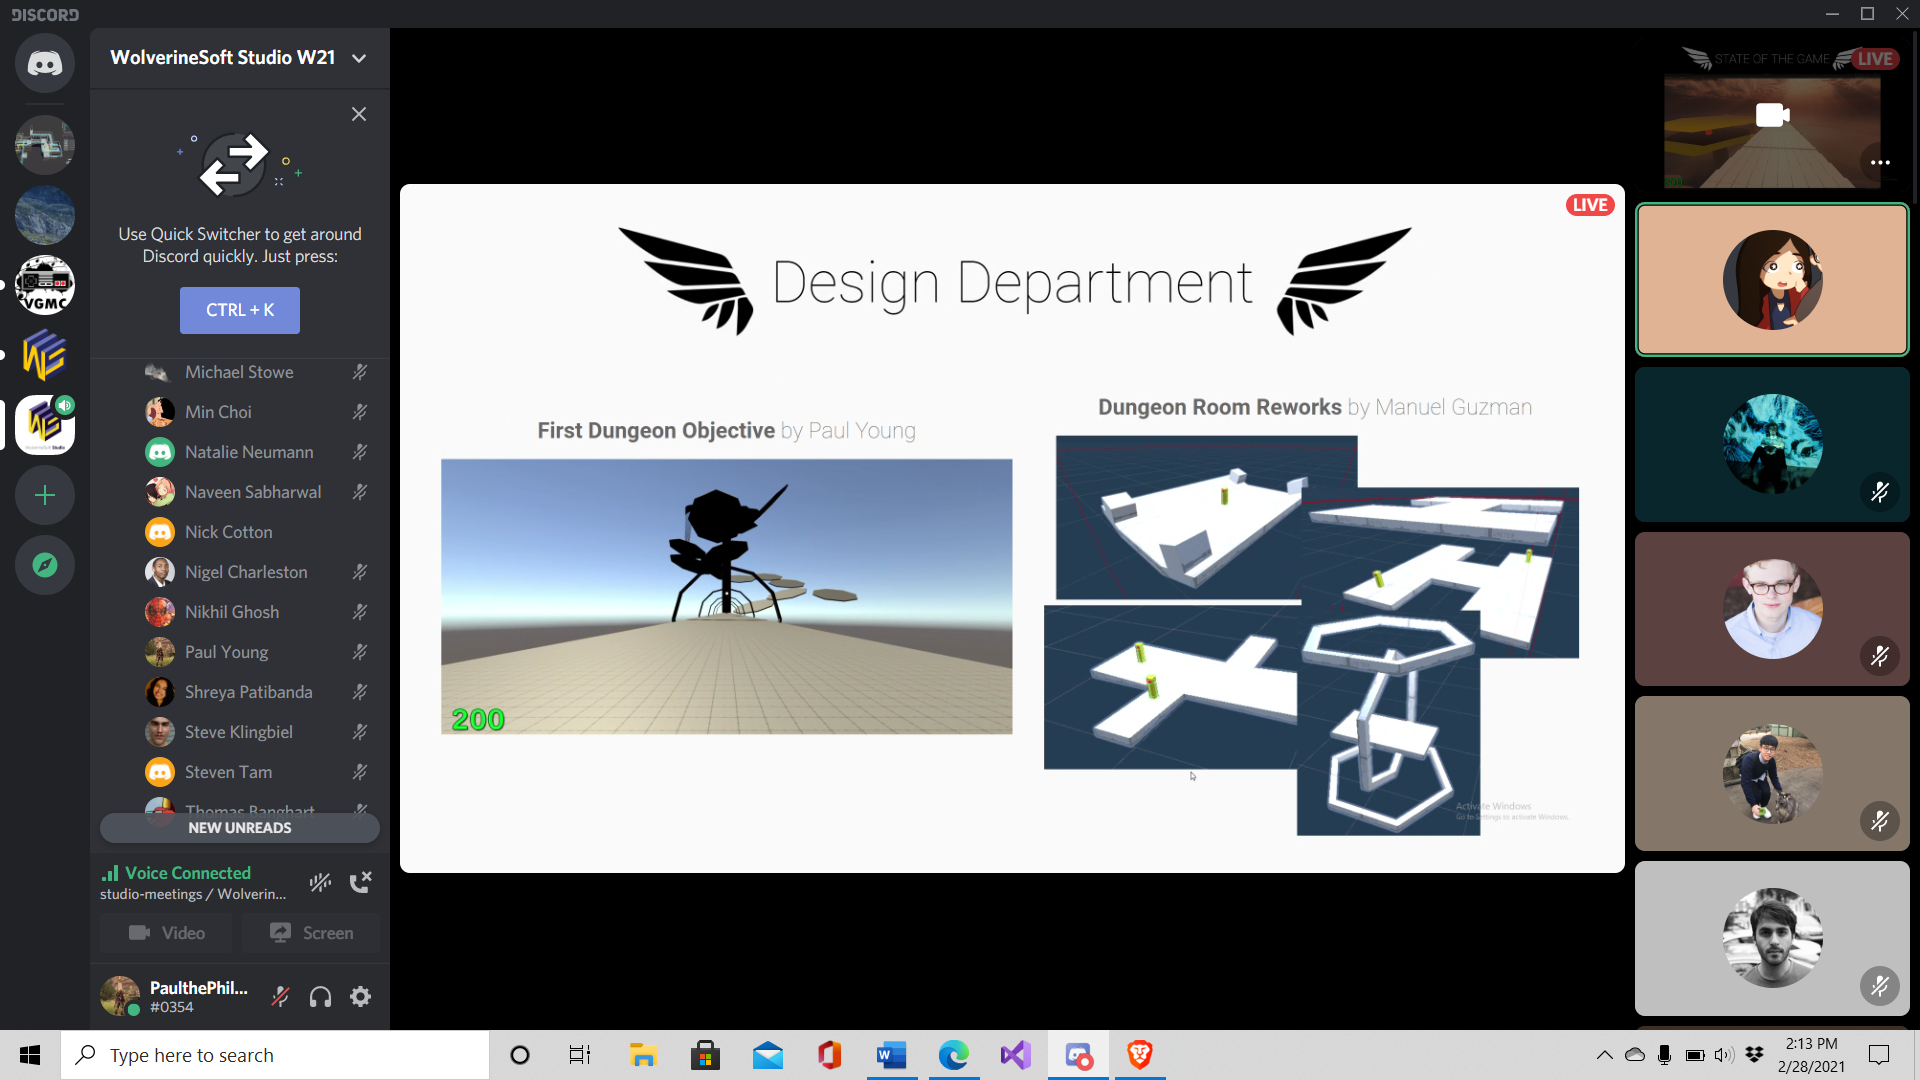 DISCORD
WolverineSoft Studio W21
Use Quick Switcher to get around
Discord quickly. Just press:
CTRL + K
VGMC
Michael Stowe
Min Choi
Natalie Neumann
Naveen Sabharwal
Nick Cotton
Nigel Charleston
Nikhil Ghosh
Paul Young
Shreya Patibanda
Steve Klingbiel
Steven Tam
Thomas Banghart
NEW UNREADS
Voice Connected
studio-meetings / Wolverin...
Video
Screen
PaulthePhil...
#0354
LIVE
Design Department
First Dungeon Objective by Paul Young
200
Dungeon Room Reworks by Manuel Guzman
Activate Windows
Go to Settings to activate Windows.
STATE OF THE GAME
LIVE
200
Type here to search
2:13 PM
2/28/2021